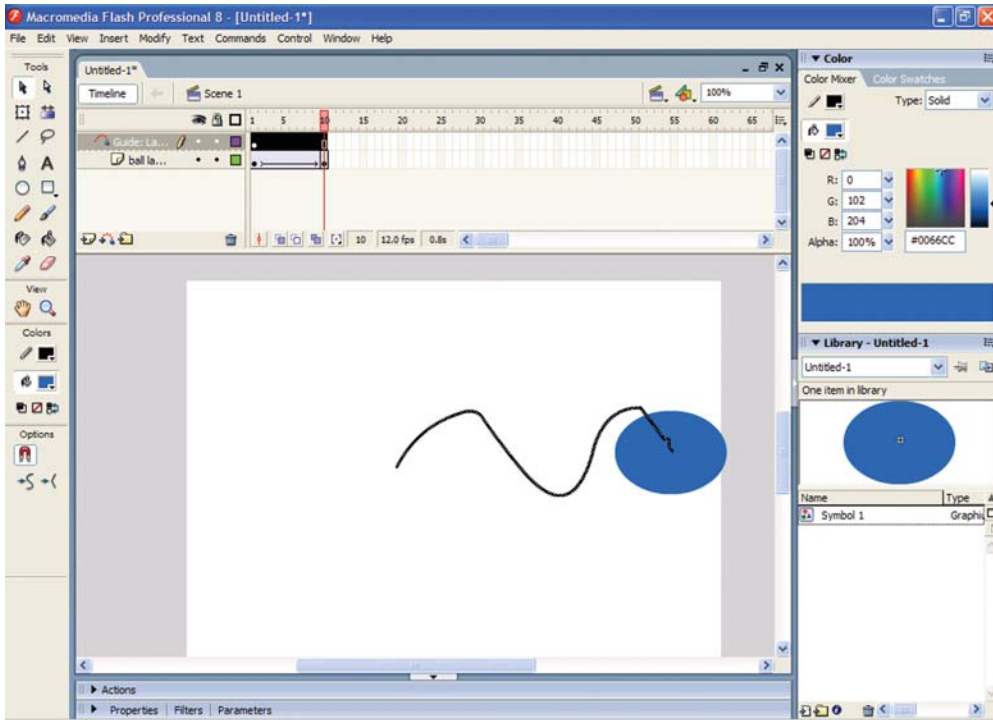 Macromedia Flash Professional 8 - [Untitled-1*]
File Edit View Insert Modify Text Commands Control Window Help
Tools
View
Colors
Options
Untitled-1*
Timeline Scene 1 100%
1 5 10 15 20 25 30 35 40 45 50 55 60 65
Guide: La...
ball la...
10 12.0 fps 0.8s
Actions
Properties Filters Parameters
Color
Color Mixer Color Swatches
Type: Solid
R: 0
G: 102
B: 204
Alpha: 100% #0066CC
Library - Untitled-1
Untitled-1
One item in library
Name Type
Symbol 1 Graphi